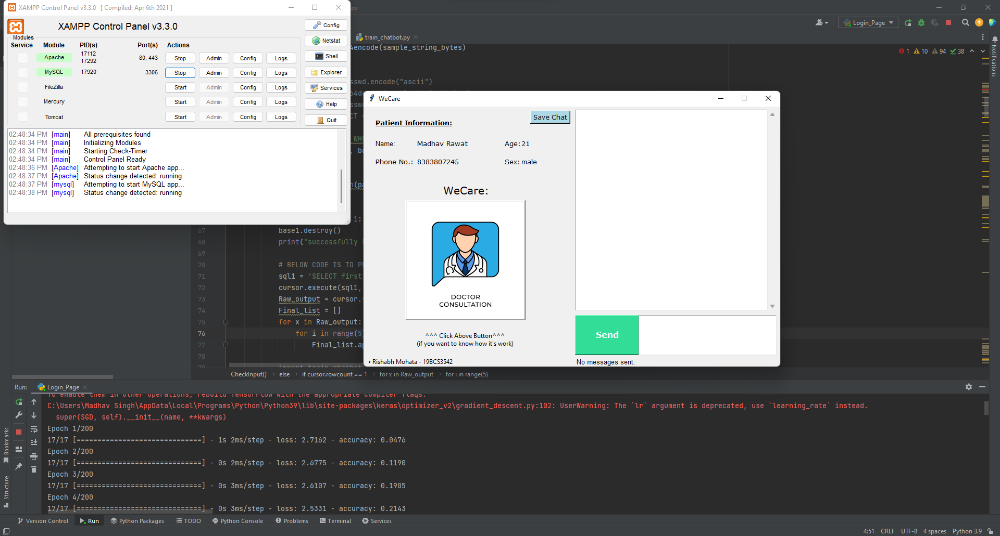 XAMPP Control Panel v3.3.0 [ Compiled: Apr 6th 2021 ]
XAMPP Control Panel v3.3.0
Config
Modules
Service Module PID(s) Port(s) Actions
Netstat
Apache 17112 17292 80, 443 Stop Admin Config Logs
Shell
MySQL 17920 3306 Stop Admin Config Logs
Explorer
FileZilla Start Admin Config Logs
Services
Mercury Start Admin Config Logs
Help
Tomcat Start Admin Config Logs
Quit
02:48:34 PM [main] All prerequisites found
02:48:34 PM [main] Initializing Modules
02:48:34 PM [main] Starting Check-Timer
02:48:34 PM [main] Control Panel Ready
02:48:36 PM [Apache] Attempting to start Apache app...
02:48:37 PM [Apache] Status change detected: running
02:48:37 PM [mysql] Attempting to start MySQL app...
02:48:38 PM [mysql] Status change detected: running
py
Login_Page
train_chatbot.py
4encode(sample_string_bytes)
1 10 94 38
Notifications
sswd.encode("ascii")
WeCare
Patient Information:
Save Chat
Name: Madhav Rawat Age: 21
Phone No.: 8383807245 Sex: male
WeCare:
DOCTOR
CONSULTATION
^^^ Click Above Button^^^
(if you want to know how it's work)
• Rishabh Mohata - 19BCS3542
Send
No messages sent.
1:
67 base1.destroy()
68 print("successfully
69
70 # BELOW CODE IS TO
71 sql1 = 'SELECT first
72 cursor.execute(sql1,
73 Raw_output = cursor.
74 Final_list = []
75 for x in Raw_output:
76 for i in range(5)
77 Final_list.a
78
CheckInput() › else › if cursor.rowcount == 1 › for x in Raw_output › for i in range(5)
Run: Login_Page
To enable them in other operations, rebuild TensorFlow with the appropriate compiler flags.
C:\Users\Madhav Singh\AppData\Local\Programs\Python\Python39\lib\site-packages\keras\optimizer_v2\gradient_descent.py:102: UserWarning: The `lr` argument is deprecated, use `learning_rate` instead.
super(SGD, self).__init__(name, **kwargs)
Epoch 1/200
17/17 [==============================] - 1s 2ms/step - loss: 2.7162 - accuracy: 0.0476
Epoch 2/200
17/17 [==============================] - 0s 2ms/step - loss: 2.6775 - accuracy: 0.1190
Epoch 3/200
17/17 [==============================] - 0s 3ms/step - loss: 2.6107 - accuracy: 0.1905
Epoch 4/200
17/17 [==============================] - 0s 3ms/step - loss: 2.5331 - accuracy: 0.2143
Bookmarks
Structure
Version Control Run Python Packages TODO Python Console Problems Terminal Services
4:51 CRLF UTF-8 4 spaces Python 3.9